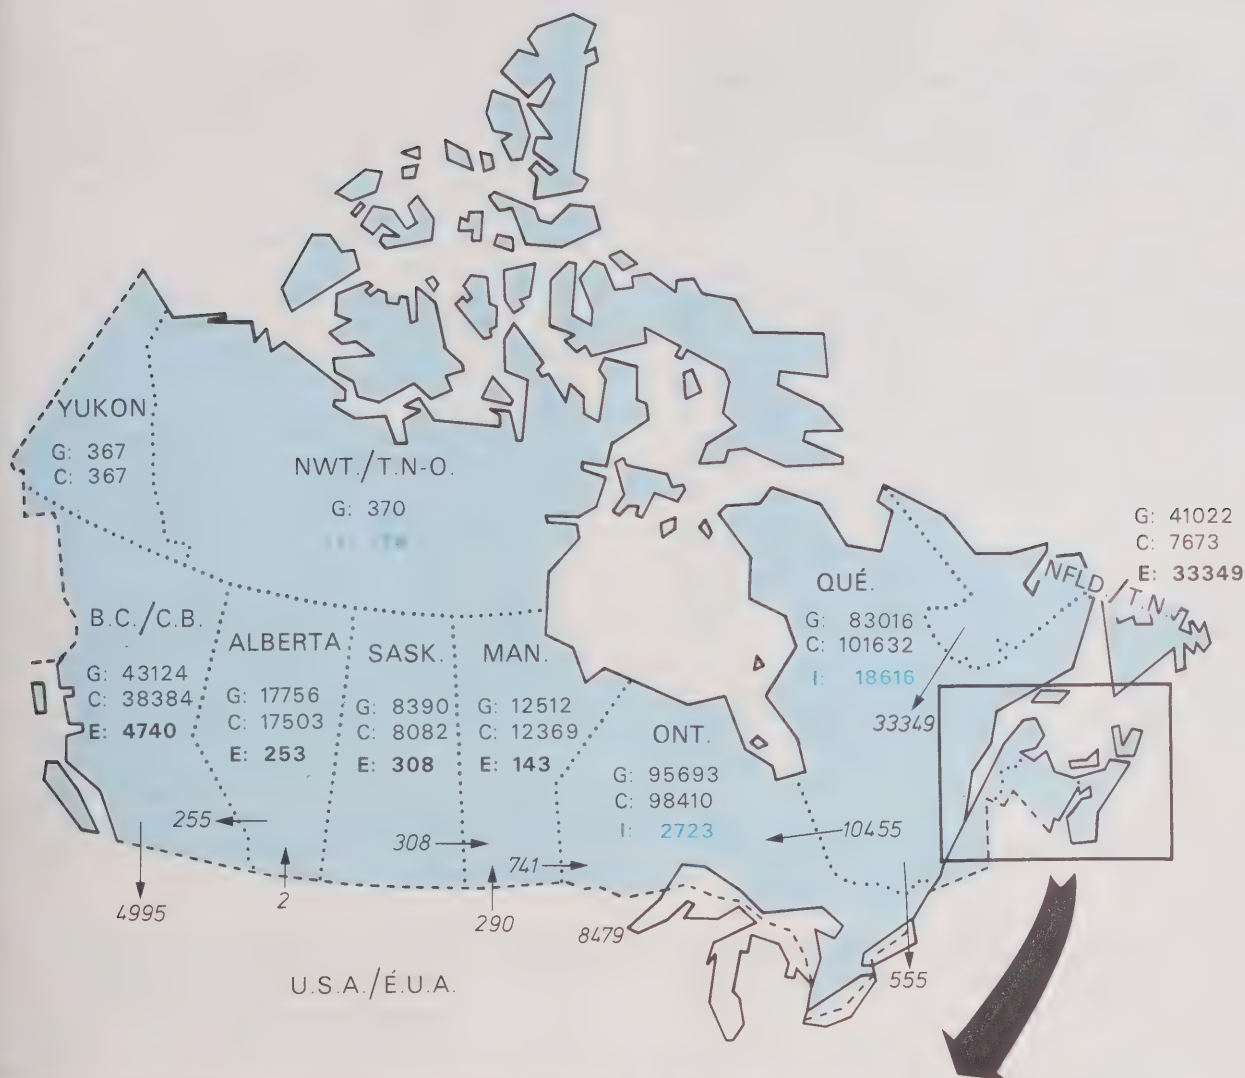 YUKON
G: 367
C: 367
NWT./T.N-O.
G: 370
G: 41022
C: 7673
E: 33349
NFLD./T.N.
QUÉ.
G: 83016
C: 101632
I: 18616
33349
B.C./C.B.
G: 43124
C: 38384
E: 4740
ALBERTA
G: 17756
C: 17503
E: 253
SASK.
G: 8390
C: 8082
E: 308
MAN.
G: 12512
C: 12369
E: 143
ONT.
G: 95693
C: 98410
I: 2723
255
308
741
10455
4995
2
290
8479
555
U.S.A./É.U.A.